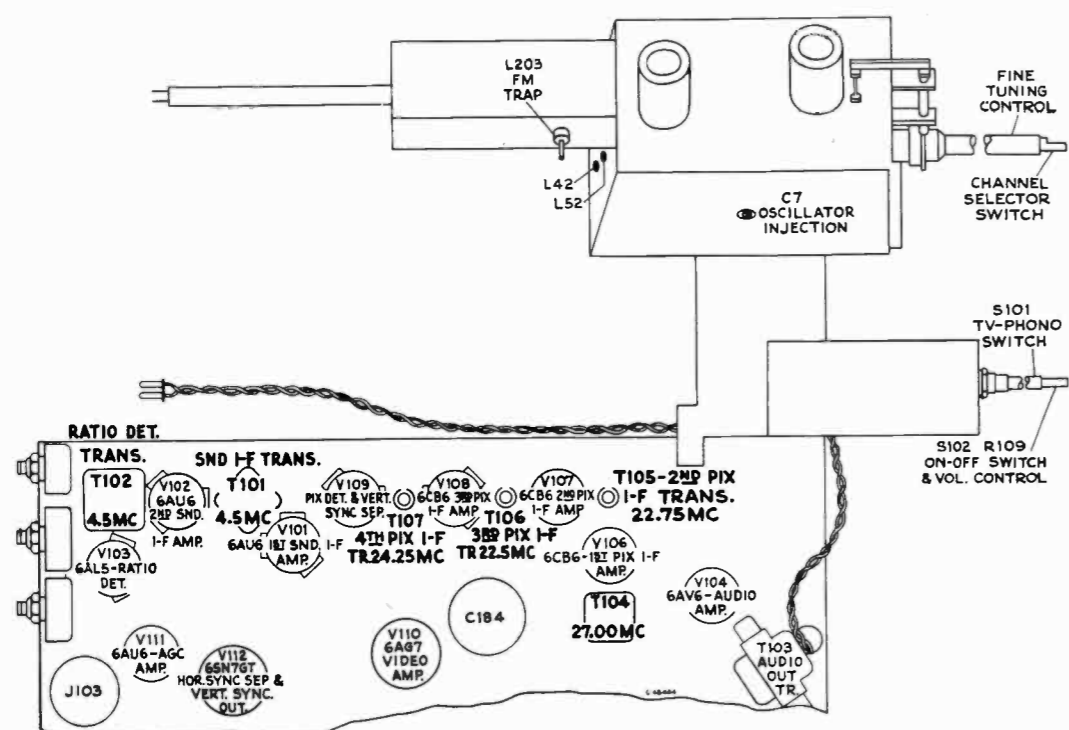 L203
FM
TRAP
FINE
TUNING
CONTROL
L42
L52
C7
OSCILLATOR
INJECTION
CHANNEL
SELECTOR
SWITCH
S101
TV-PHONO
SWITCH
S102 R109
ON-OFF SWITCH
& VOL. CONTROL
RATIO DET.
TRANS.
T102
4.5MC
V102
6AU6
2ND SND.
I-F AMP.
SND I-F TRANS.
T101
4.5MC
V101
6AU6 1ST SND. I-F
AMP.
V109
PIX DET. & VERT.
SYNC SEP.
T107
4TH PIX I-F
TR.24.25MC
V108
6CB6 3RD PIX
I-F AMP.
T106
3RD PIX I-F
TR 22.5MC
V107
6CB6 2ND PIX
I-F AMP.
T105-2ND PIX
I-F TRANS.
22.75MC
V103
6AL5-RATIO
DET.
V106
6CB6-1ST PIX I-F
AMP.
V104
6AV6-AUDIO
AMP.
T104
27.00MC
C184
V111
6AU6-AGC
AMP.
V112
6SN7GT
HOR.SYNC SEP &
VERT. SYNC.
OUT.
V110
6AG7
VIDEO
AMP.
T103
AUDIO
OUT
TR.
J103